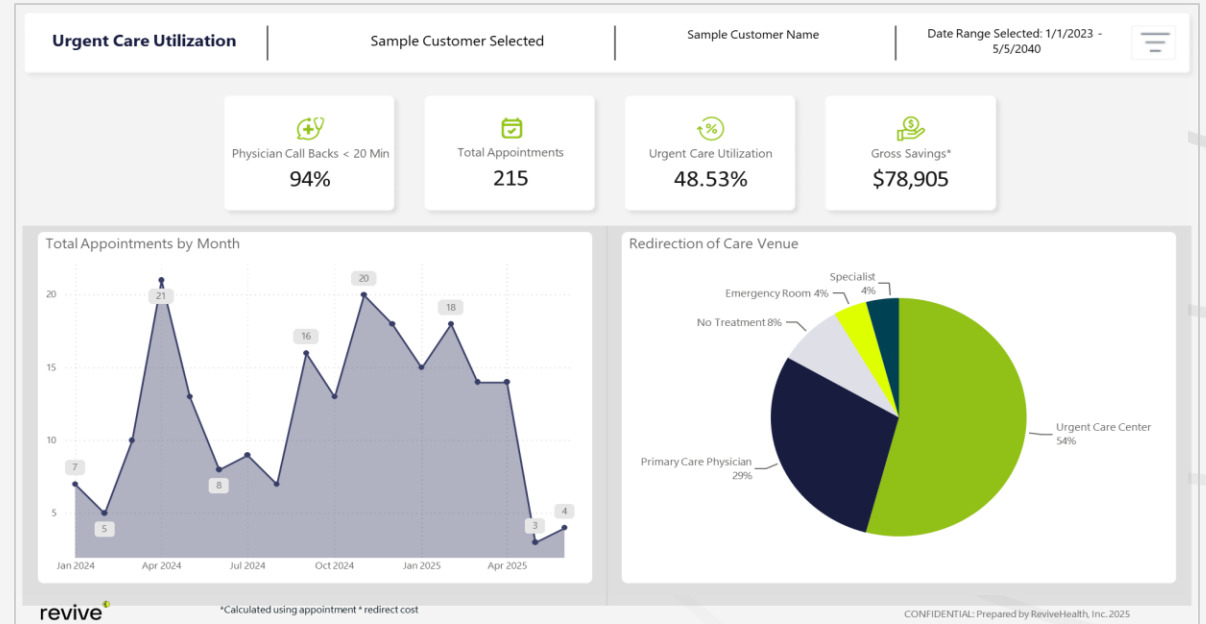 Urgent Care Utilization
Sample Customer Selected
Sample Customer Name
Date Range Selected: 1/1/2023 -
5/5/2040
Physician Call Backs < 20 Min
94%
Total Appointments
215
Urgent Care Utilization
48.53%
Gross Savings*
$78,905
Total Appointments by Month
20
15
10
5
7
5
21
8
16
20
18
3
4
Jan 2024
Apr 2024
Jul 2024
Oct 2024
Jan 2025
Apr 2025
Redirection of Care Venue
Specialist
4%
Emergency Room 4%
No Treatment 8%
Primary Care Physician
29%
Urgent Care Center
54%
revive
*Calculated using appointment * redirect cost
CONFIDENTIAL: Prepared by ReviveHealth, Inc. 2025